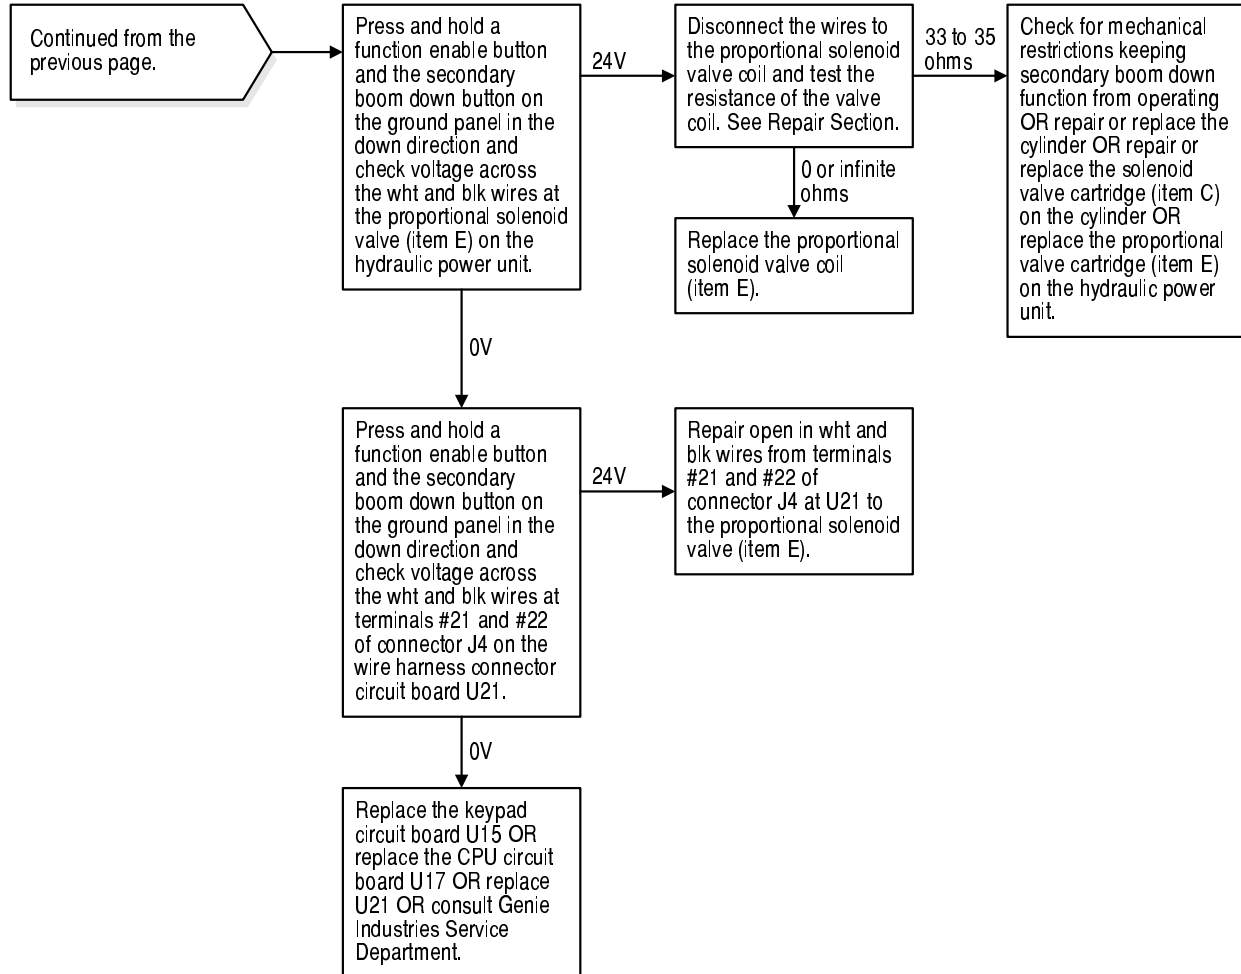 Continued from the
previous page.
Press and hold a
function enable button
and the secondary
boom down button on
the ground panel in the
down direction and
check voltage across
the wht and blk wires at
the proportional solenoid
valve (item E) on the
hydraulic power unit.
24V
Disconnect the wires to
the proportional solenoid
valve coil and test the
resistance of the valve
coil. See Repair Section.
33 to 35
ohms
Check for mechanical
restrictions keeping
secondary boom down
function from operating
OR repair or replace the
cylinder OR repair or
replace the solenoid
valve cartridge (item C)
on the cylinder OR
replace the proportional
valve cartridge (item E)
on the hydraulic power
unit.
0 or infinite
ohms
Replace the proportional
solenoid valve coil
(item E).
0V
Press and hold a
function enable button
and the secondary
boom down button on
the ground panel in the
down direction and
check voltage across
the wht and blk wires at
terminals #21 and #22
of connector J4 on the
wire harness connector
circuit board U21.
24V
Repair open in wht and
blk wires from terminals
#21 and #22 of
connector J4 at U21 to
the proportional solenoid
valve (item E).
0V
Replace the keypad
circuit board U15 OR
replace the CPU circuit
board U17 OR replace
U21 OR consult Genie
Industries Service
Department.